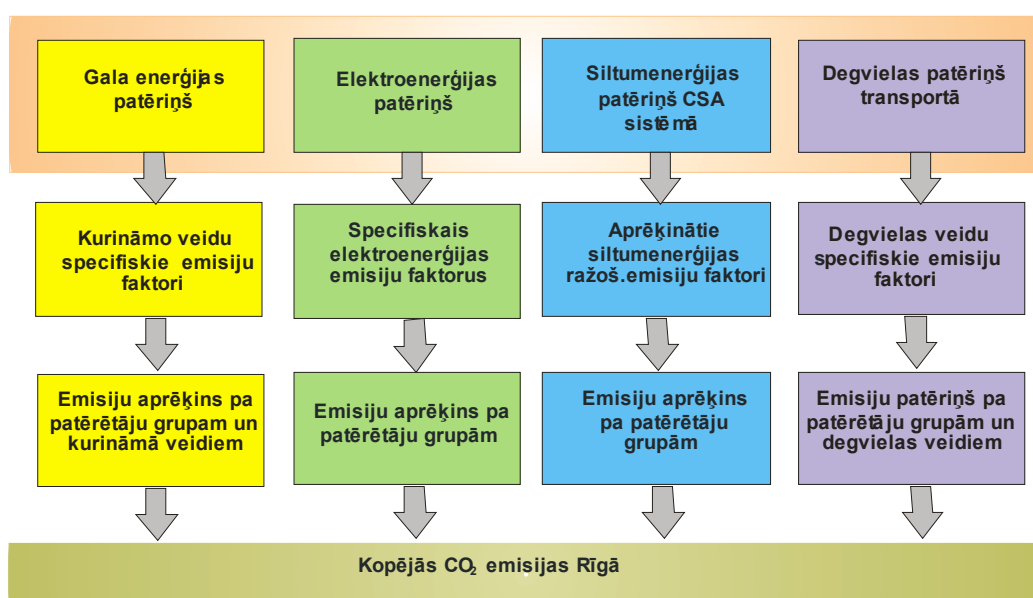 Gala enerģijas
patēriņš
Elektroenerģijas
patēriņš
Siltumenerģijas
patēriņš CSA
sistēmā
Degvielas patēriņš
transportā
Kurināmo veidu
specifiskie emisiju
faktori
Specifiskais
elektroenerģijas
emisiju faktorus
Aprēķinātie
siltumenerģijas
ražoš.emisiju faktori
Degvielas veidu
specifiskie emisiju
faktori
Emisiju aprēķins pa
patērētāju grupam un
kurināmā veidiem
Emisiju aprēķins pa
patērētāju grupām
Emisiju aprēķins
pa patērētāju
grupām
Emisiju patēriņš pa
patērētāju grupām un
degvielas veidiem
Kopējās CO₂ emisijas Rīgā